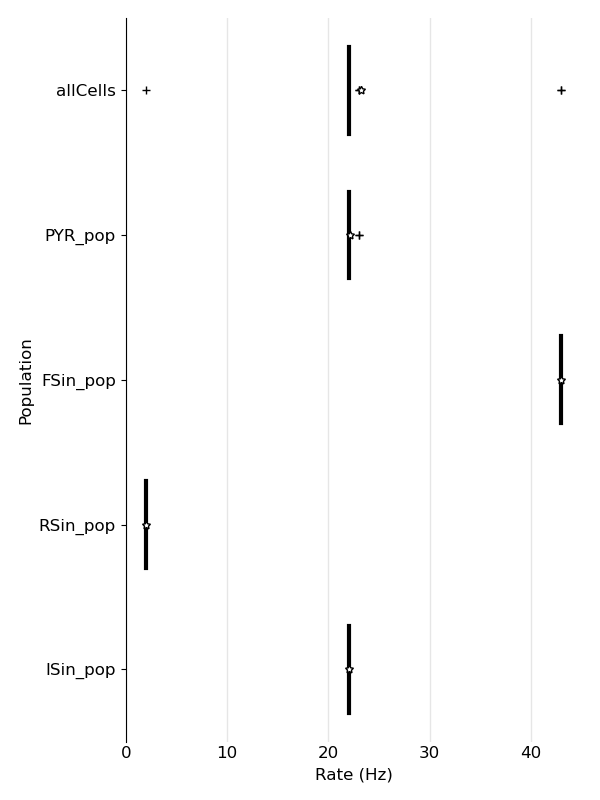 allCells
PYR_pop
FSin_pop
RSin_pop
ISin_pop
Population
0 10 20 30 40
Rate (Hz)